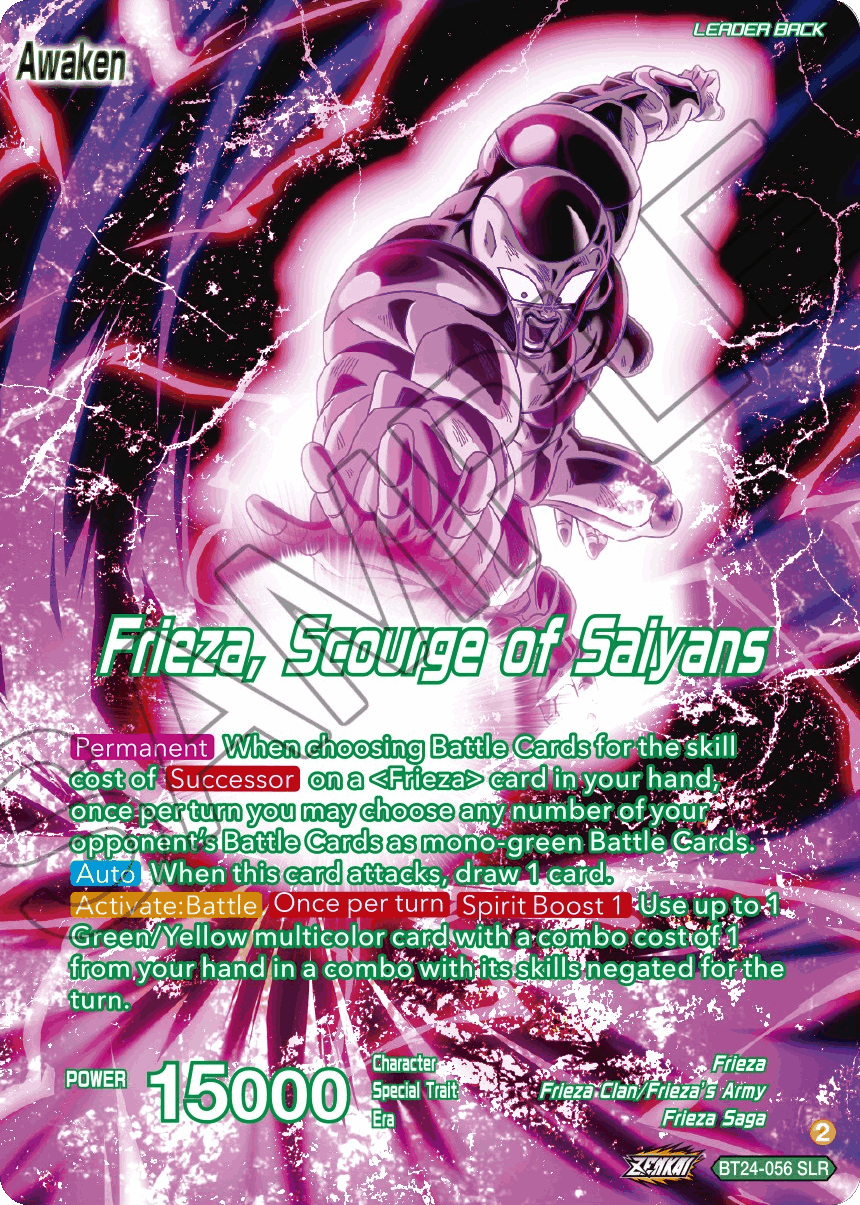 LEADER BACK
Awaken
SAMPLE
Frieza, Scourge of Saiyans
Permanent When choosing Battle Cards for the skill
cost of Successor on a <Frieza> card in your hand,
once per turn you may choose any number of your
opponent's Battle Cards as mono-green Battle Cards.
Auto When this card attacks, draw 1 card.
Activate:Battle Once per turn Spirit Boost 1 Use up to 1
Green/Yellow multicolor card with a combo cost of 1
from your hand in a combo with its skills negated for the
turn.
POWER 15000
Character Frieza
Special Trait Frieza Clan/Frieza's Army
Era Frieza Saga
2
ZENKAI BT24-056 SLR